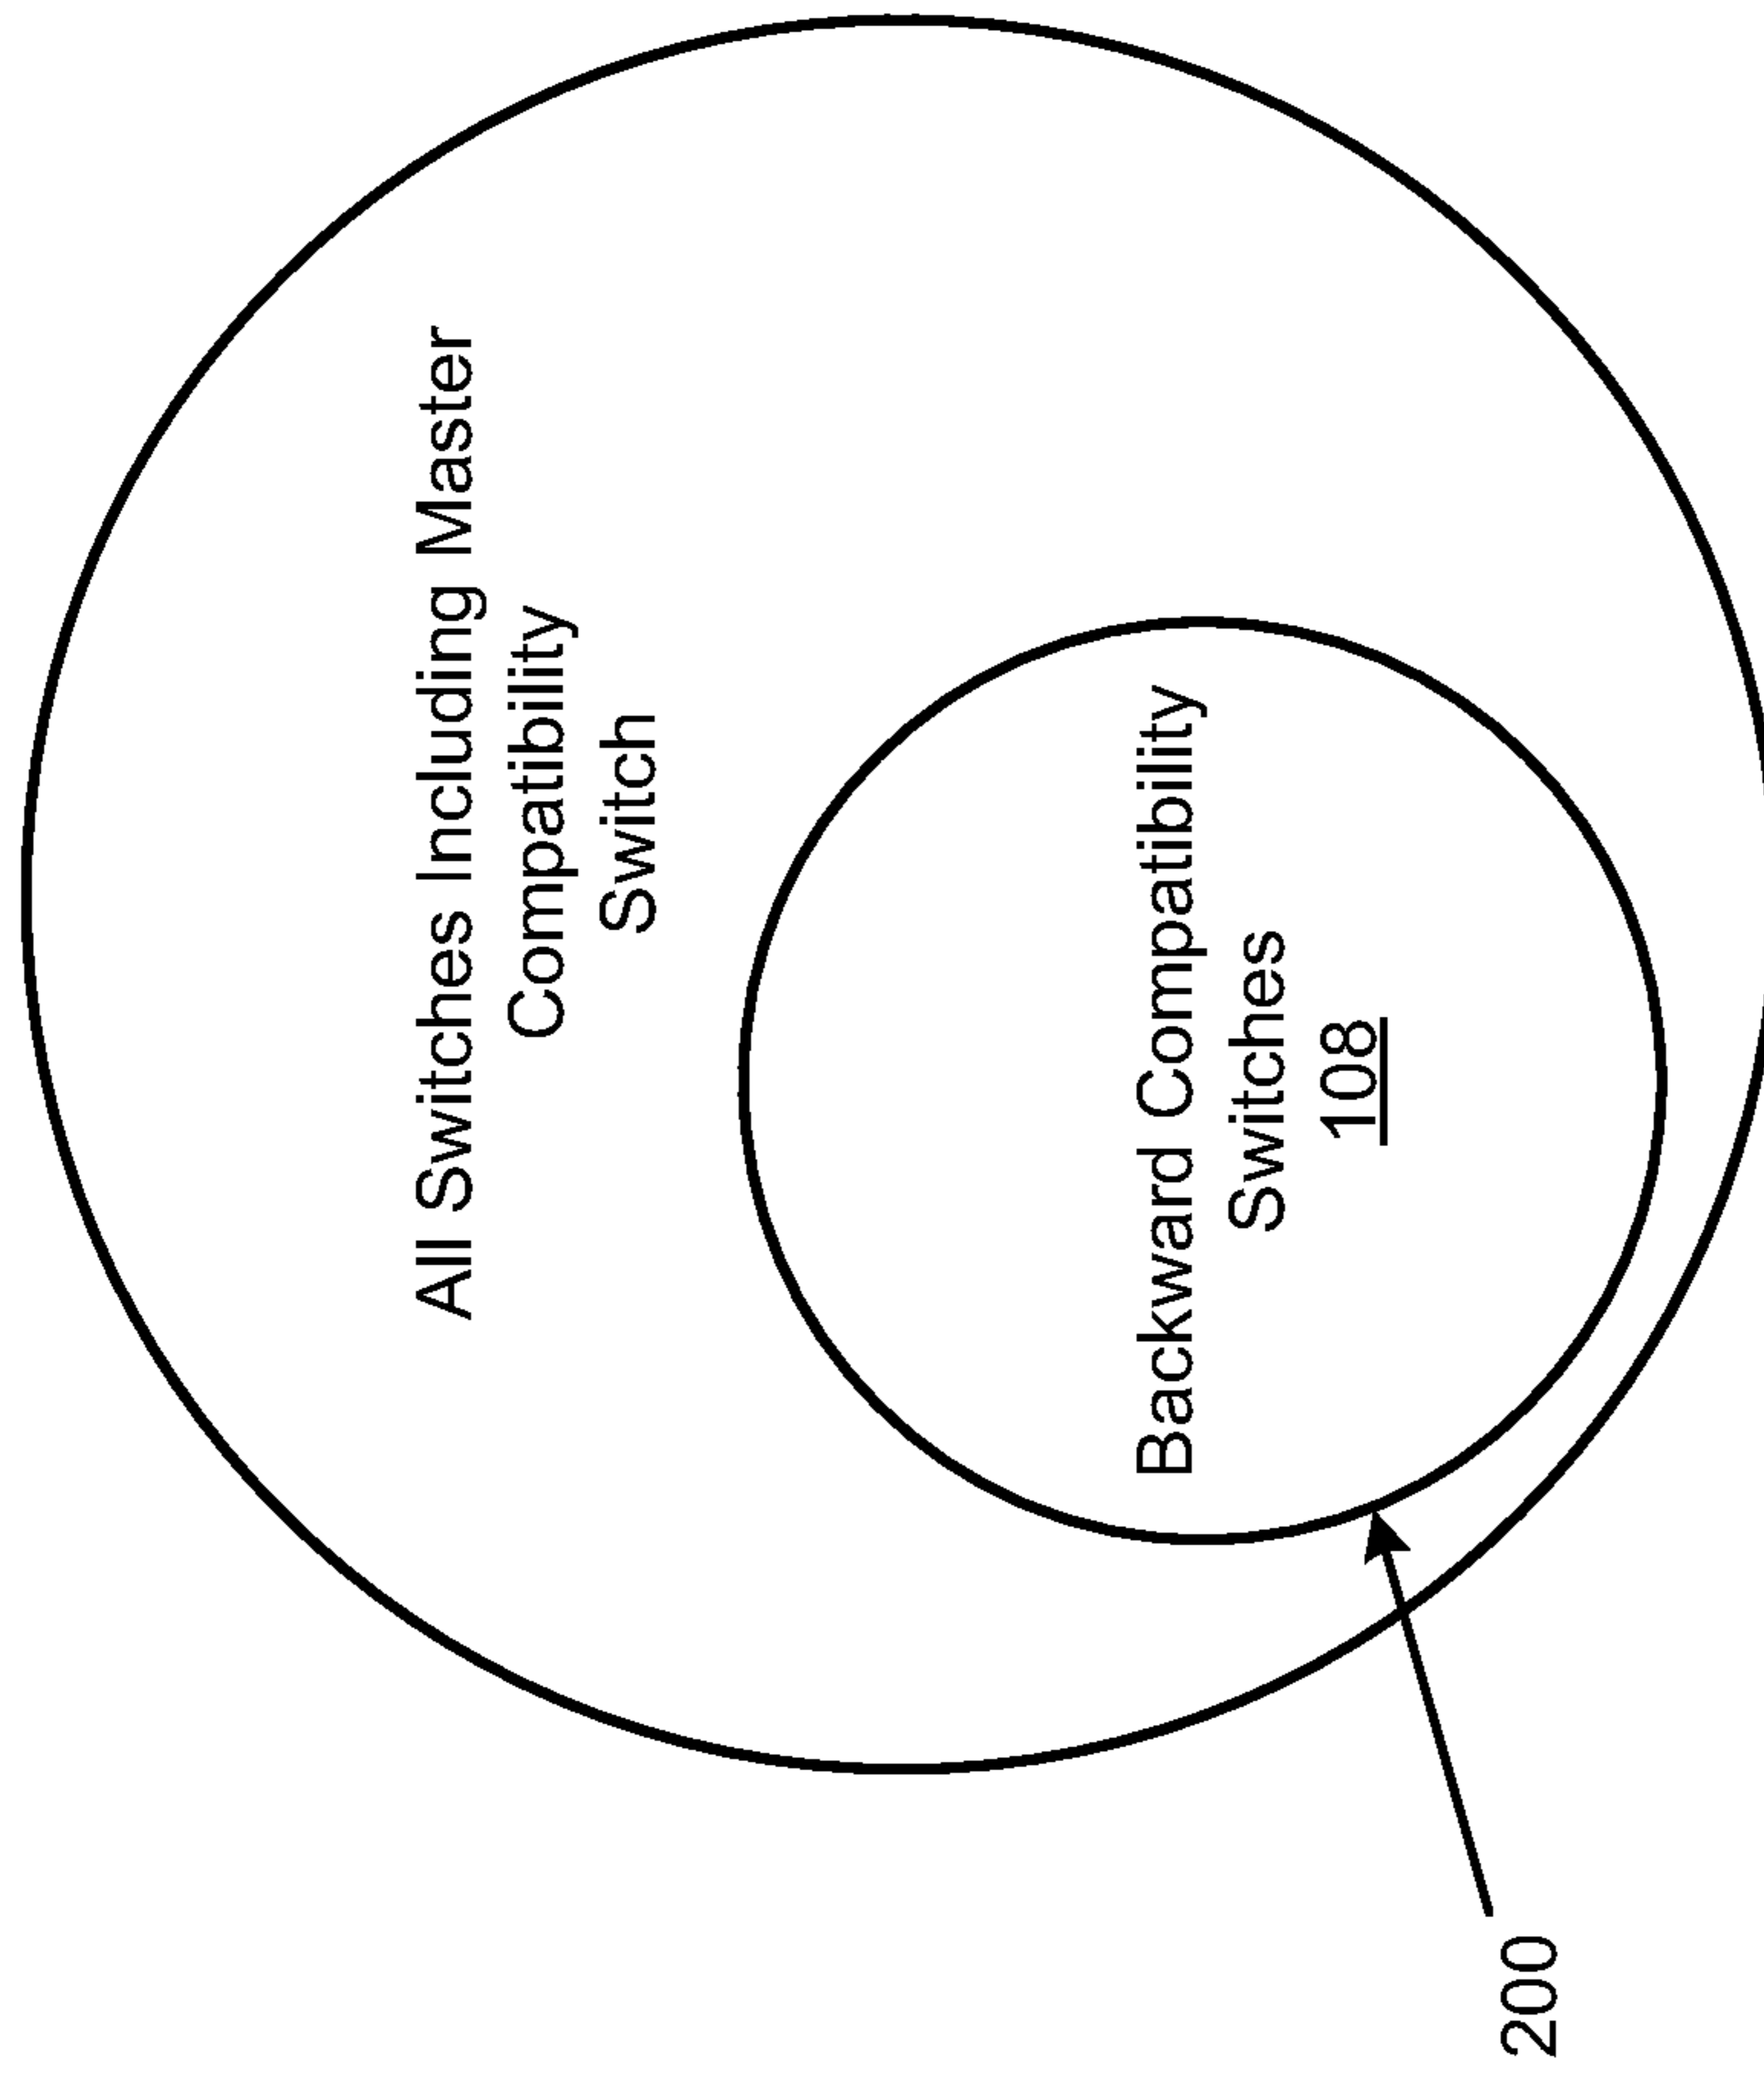 All Switches Including Master
Compatibility
Switch
Backward Compatibility
Switches
108
200